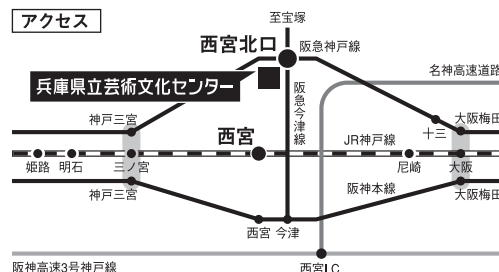 アクセス
至宝塚
西宮北口
阪急神戸線
名神高速道路
兵庫県立芸術文化センター
阪急今津線
神戸三宮
大阪梅田
十三
西宮
JR神戸線
姫路
明石
三ノ宮
尼崎
大阪
神戸三宮
阪神本線
大阪梅田
西宮
今津
阪神高速3号神戸線
西宮I.C